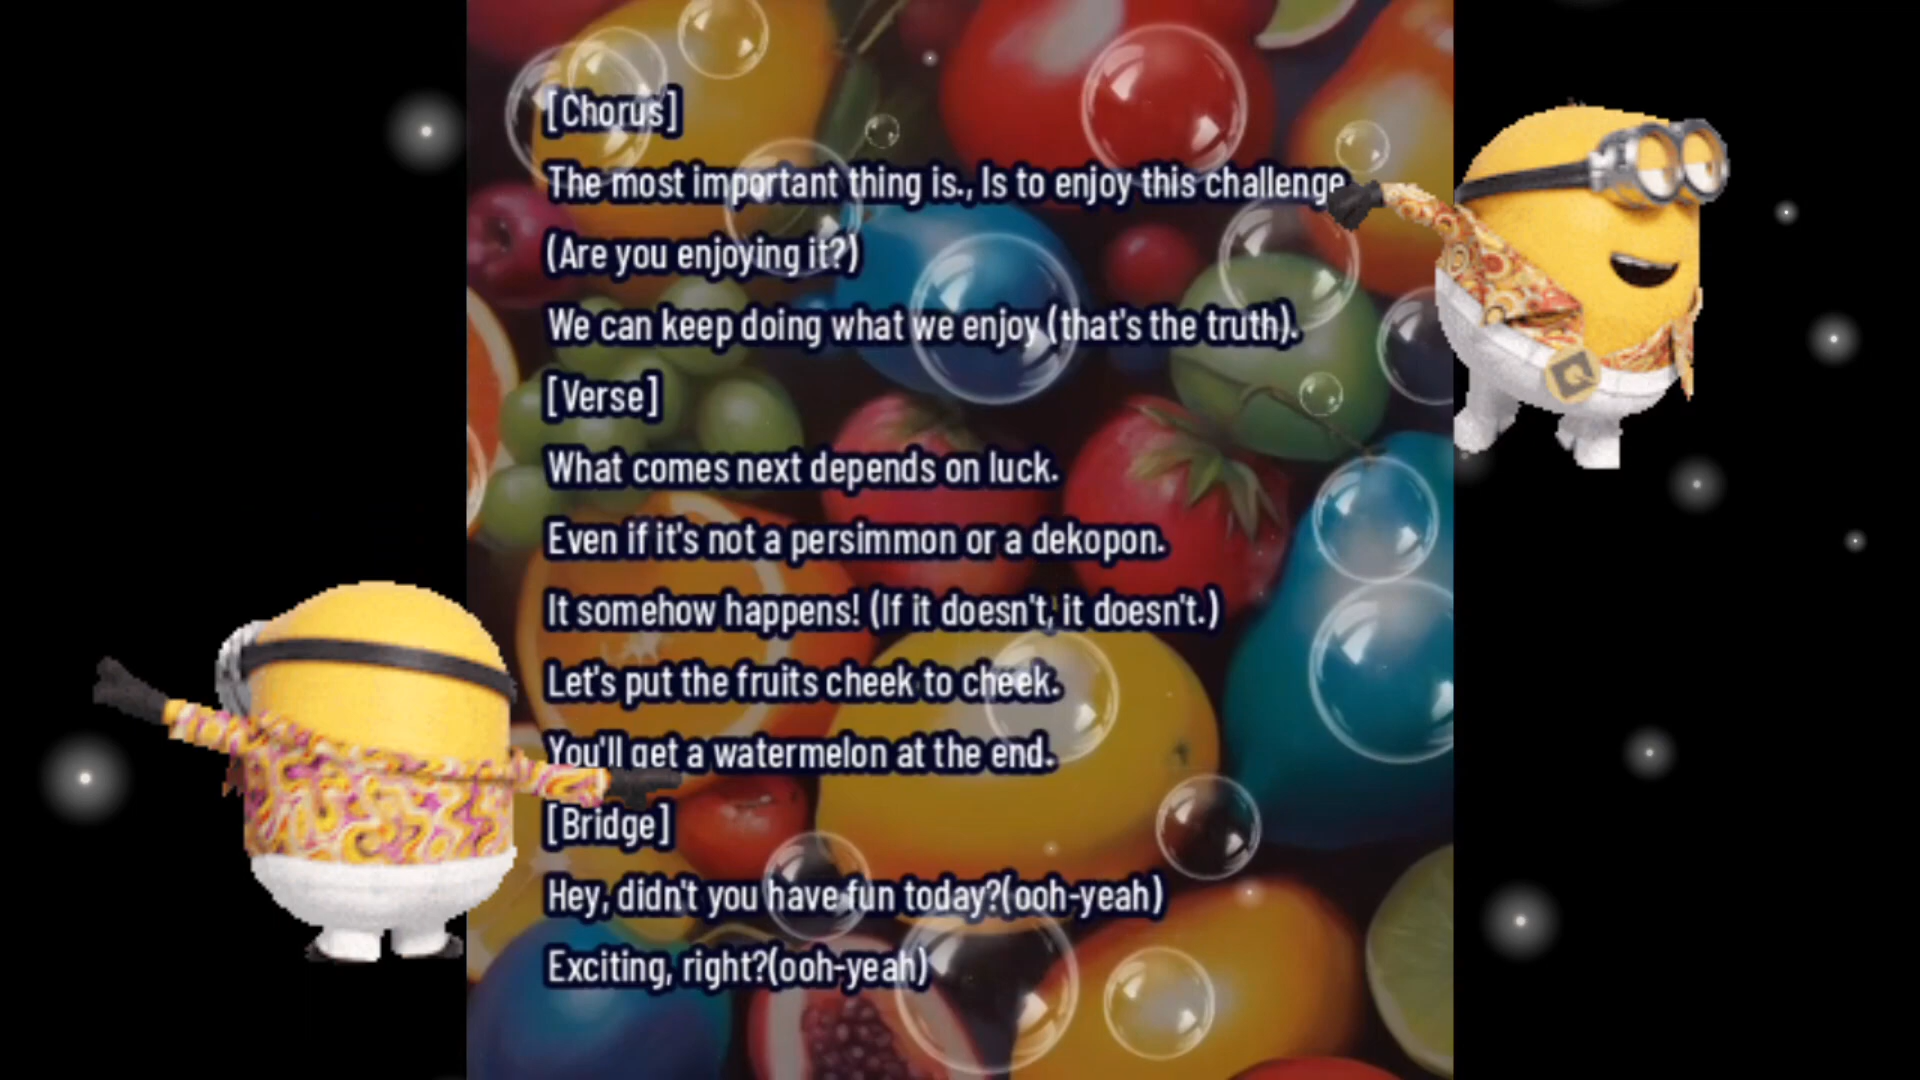 [Chorus]
The most important thing is., Is to enjoy this challenge
(Are you enjoying it?)
We can keep doing what we enjoy (that's the truth).
[Verse]
What comes next depends on luck.
Even if it's not a persimmon or a dekopon.
It somehow happens! (If it doesn't, it doesn't.)
Let's put the fruits cheek to cheek.
You'll get a watermelon at the end.
[Bridge]
Hey, didn't you have fun today?(ooh-yeah)
Exciting, right?(ooh-yeah)